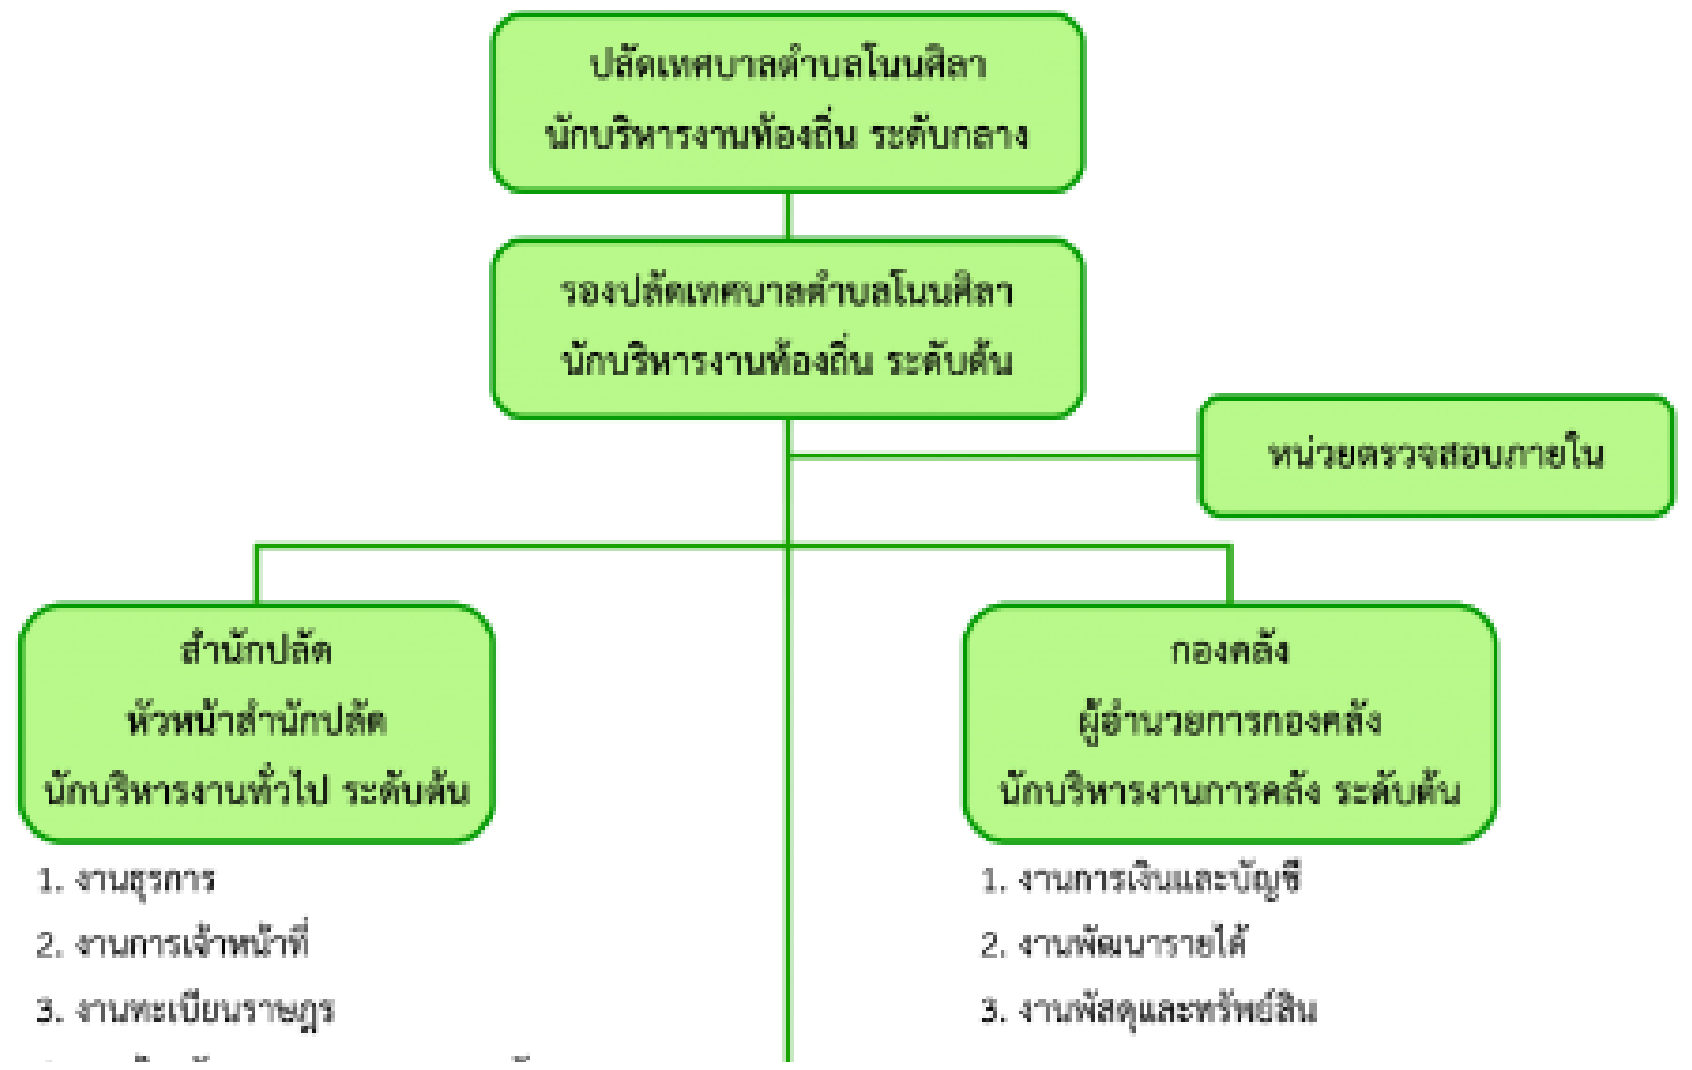 ปลัดเทศบาลตำบลโนนศิลา
นักบริหารงานท้องถิ่น ระดับกลาง
รองปลัดเทศบาลตำบลโนนศิลา
นักบริหารงานท้องถิ่น ระดับต้น
หน่วยตรวจสอบภายใน
สำนักปลัด
หัวหน้าสำนักปลัด
นักบริหารงานทั่วไป ระดับต้น
1. งานธุรการ
2. งานการเจ้าหน้าที่
3. งานทะเบียนราษฎร
กองคลัง
ผู้อำนวยการกองคลัง
นักบริหารงานการคลัง ระดับต้น
1. งานการเงินและบัญชี
2. งานพัฒนารายได้
3. งานพัสดุและทรัพย์สิน